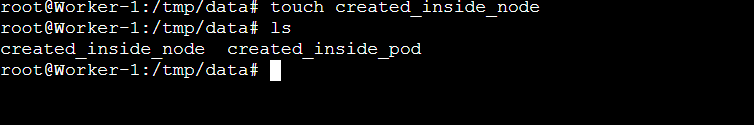 root@Worker-1:/tmp/data# touch created_inside_node
root@Worker-1:/tmp/data# ls
created_inside_node  created_inside_pod
root@Worker-1:/tmp/data#